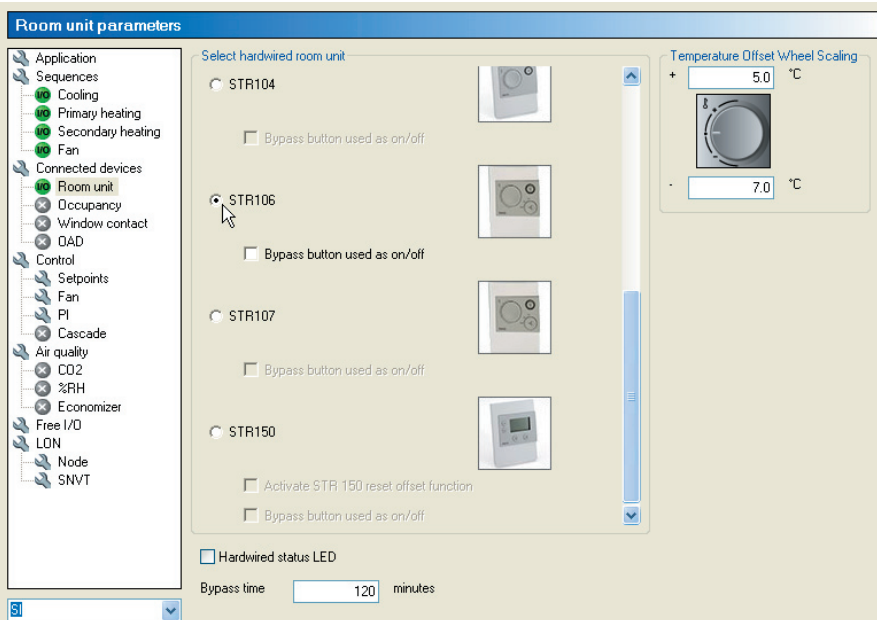 Room unit parameters
Application
Sequences
I/O Cooling
I/O Primary heating
I/O Secondary heating
I/O Fan
Connected devices
I/O Room unit
Occupancy
Window contact
OAD
Control
Setpoints
Fan
PI
Cascade
Air quality
CO2
%RH
Economizer
Free I/O
LON
Node
SNVT
SI
Select hardwired room unit
STR104
Bypass button used as on/off
STR106
Bypass button used as on/off
STR107
Bypass button used as on/off
STR150
Activate STR 150 reset offset function
Bypass button used as on/off
Hardwired status LED
Bypass time 120 minutes
Temperature Offset Wheel Scaling
+ 5.0 °C
- 7.0 °C